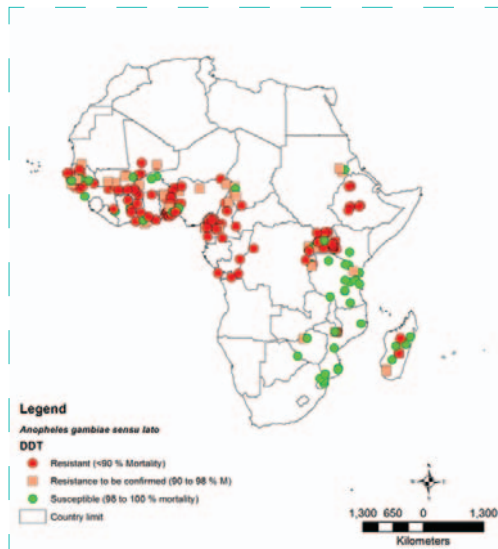 Legend
Anopheles gambiae sensu lato
DDT
Resistant (<90 % Mortality)
Resistance to be confirmed (90 to 98 % M)
Susceptible (98 to 100 % mortality)
Country limit
1,300 650 0 1,300
Kilometers